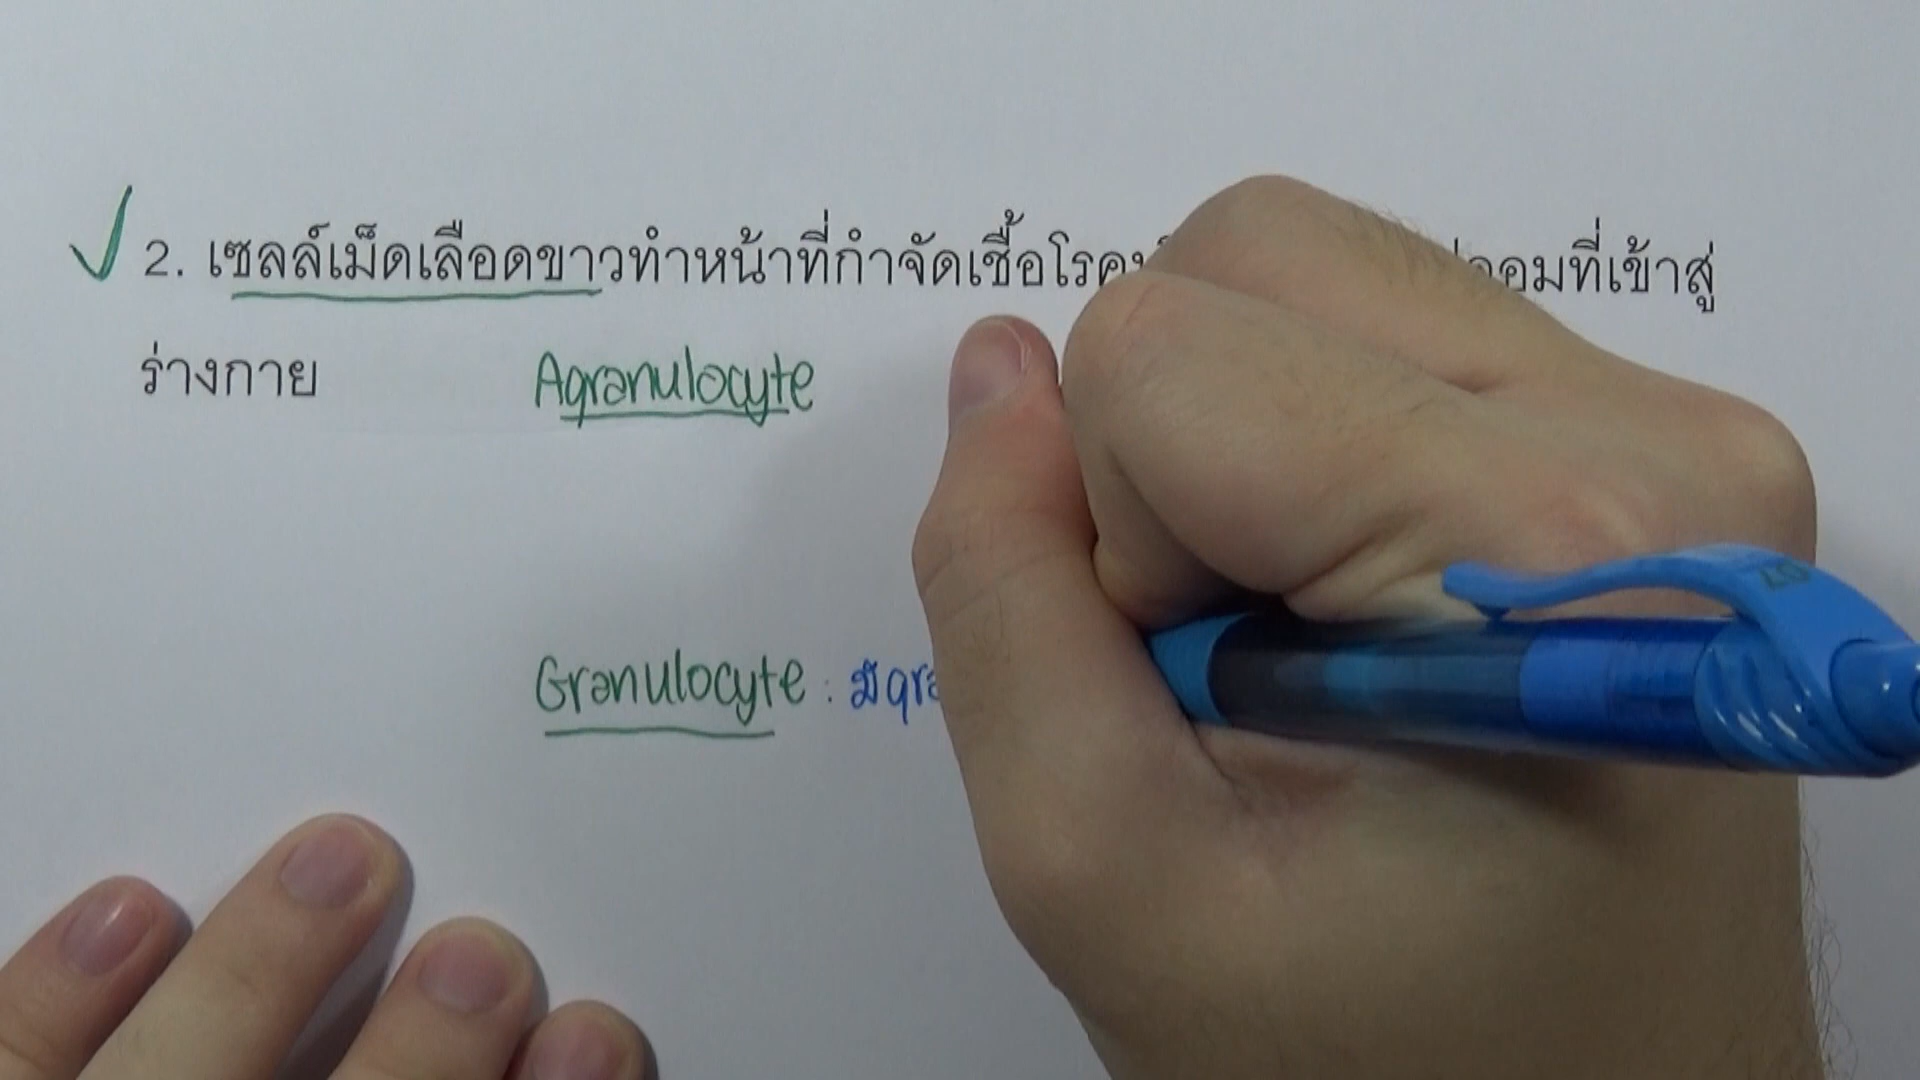 2. เซลล์เม็ดเลือดขาวทำหน้าที่กำจัดเชื้อโรค ที่เข้าสู่
ร่างกาย
Agranulocyte
Granulocyte : มี
07